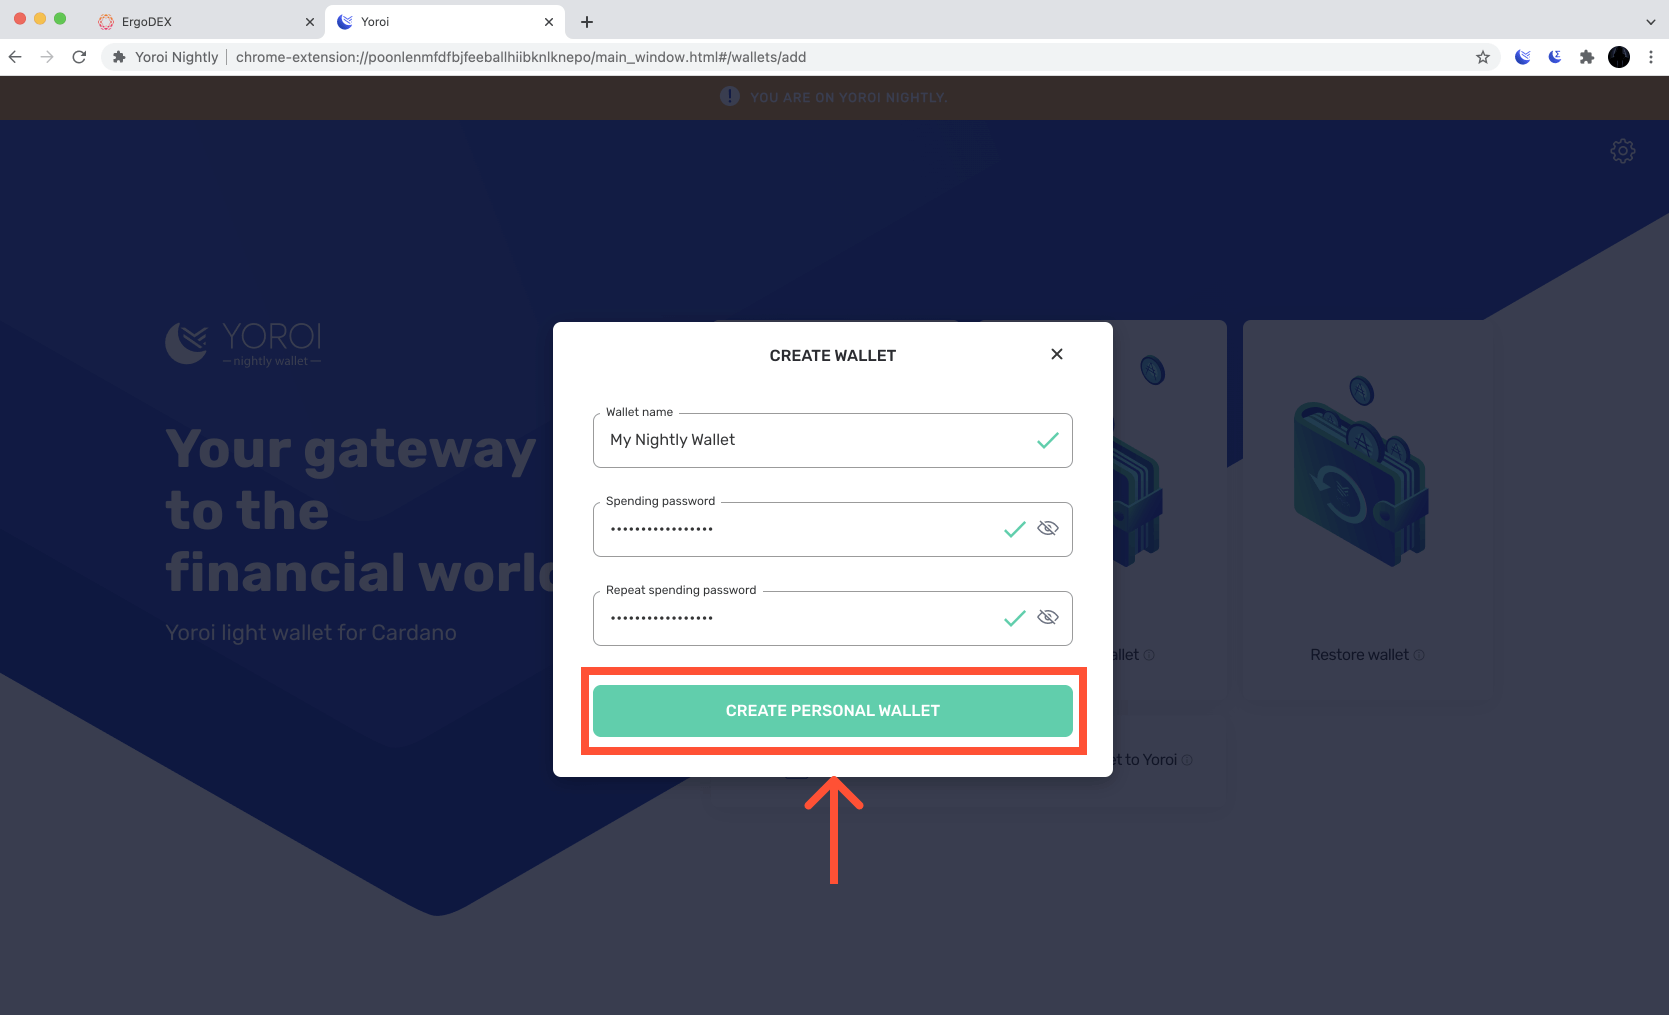 ErgoDEX
Yoroi
Yoroi Nightly
chrome-extension://poonlenmfdfbjfeeballhiibknlknepo/main_window.html#/wallets/add
YOU ARE ON YOROI NIGHTLY.
YOROI
nightly wallet
Your gateway
to the
financial world
Yoroi light wallet for Cardano
CREATE WALLET
Wallet name
My Nightly Wallet
Spending password
•••••••••••••••••
Repeat spending password
•••••••••••••••••
CREATE PERSONAL WALLET
allet
Restore wallet
et to Yoroi